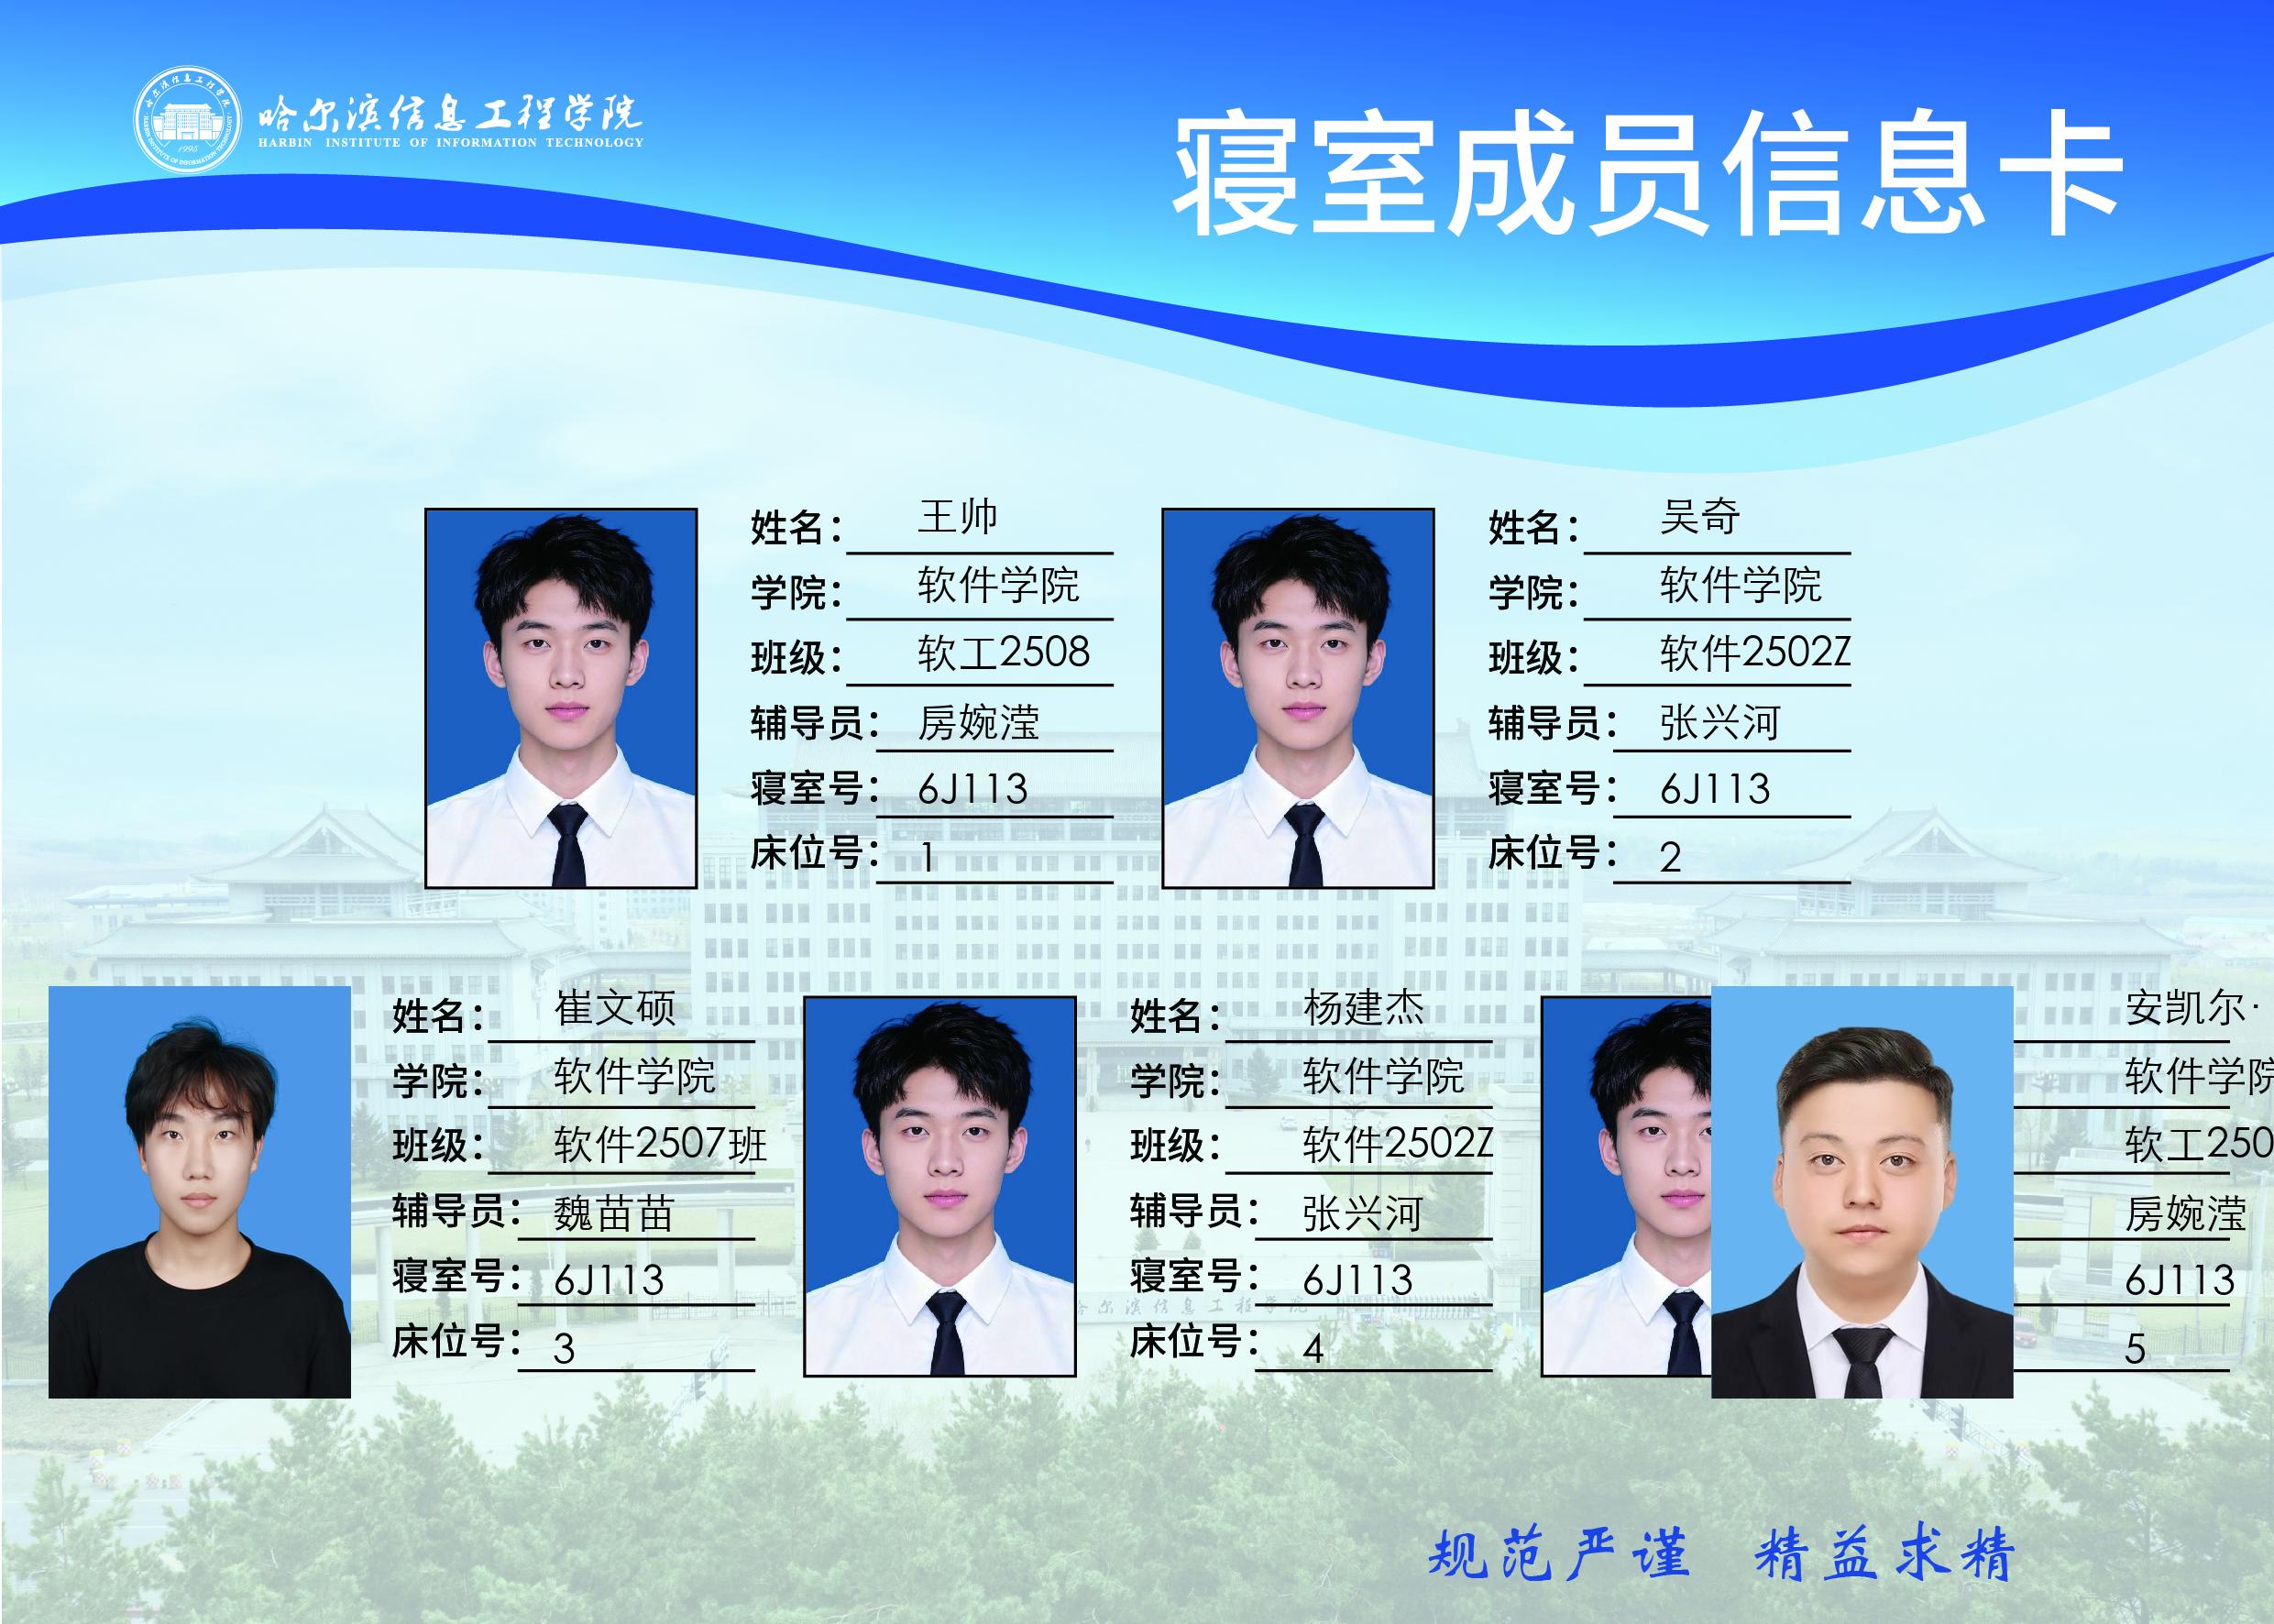 哈尔滨信息工程学院
HARBIN INSTITUTE OF INFORMATION TECHNOLOGY
1995
寝室成员信息卡
姓名： 王帅
学院： 软件学院
班级： 软工2508
辅导员： 房婉滢
寝室号： 6J113
床位号： 1
姓名： 吴奇
学院： 软件学院
班级： 软件2502Z
辅导员： 张兴河
寝室号： 6J113
床位号： 2
姓名： 崔文硕
学院： 软件学院
班级： 软件2507班
辅导员： 魏苗苗
寝室号： 6J113
床位号： 3
姓名： 杨建杰
学院： 软件学院
班级： 软件2502Z
辅导员： 张兴河
寝室号： 6J113
床位号： 4
安凯尔·
软件学院
软工250
房婉滢
6J113
5
哈尔滨信息工程学院
规范严谨 精益求精